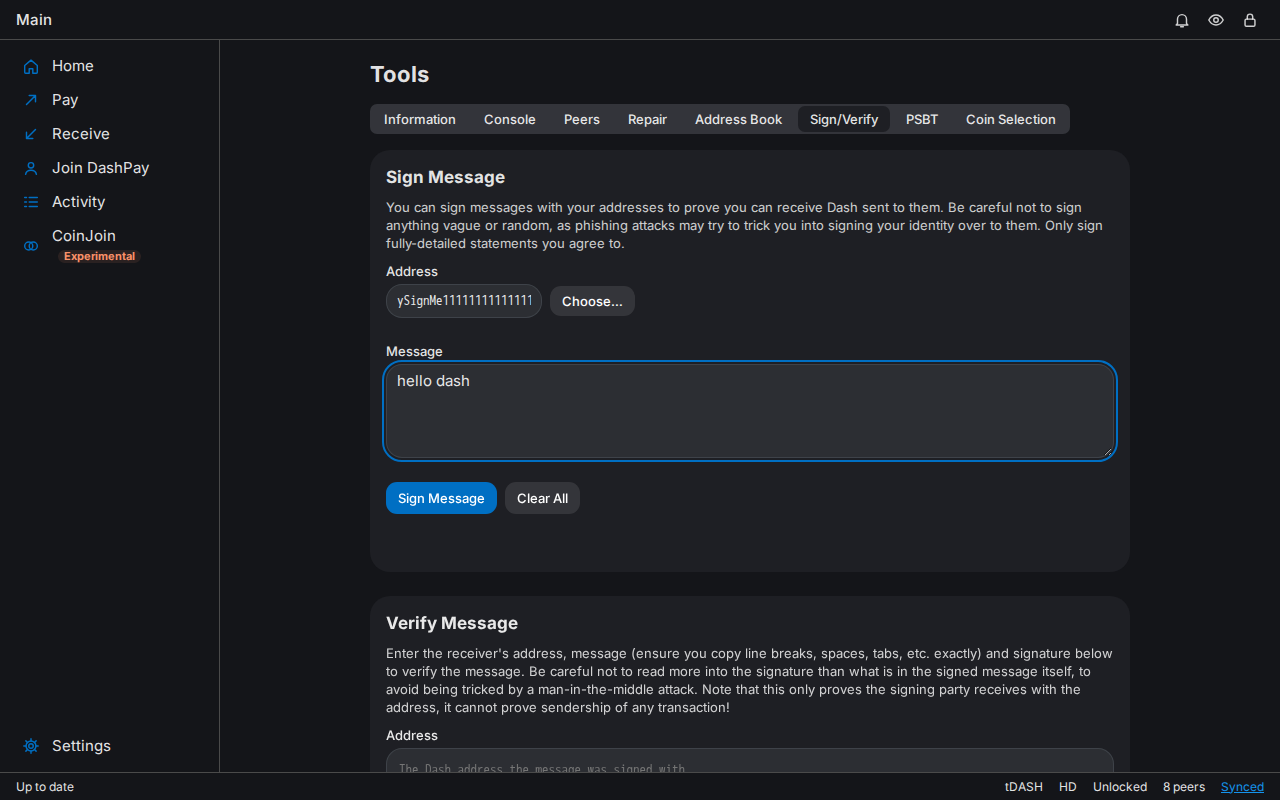 Main
Home
Pay
Receive
Join DashPay
Activity
CoinJoin
Experimental
Settings
Tools
Information Console Peers Repair Address Book Sign/Verify PSBT Coin Selection
Sign Message
You can sign messages with your addresses to prove you can receive Dash sent to them. Be careful not to sign
anything vague or random, as phishing attacks may try to trick you into signing your identity over to them. Only sign
fully-detailed statements you agree to.
Address
Choose...
Message
hello dash
Sign Message Clear All
Verify Message
Enter the receiver's address, message (ensure you copy line breaks, spaces, tabs, etc. exactly) and signature below
to verify the message. Be careful not to read more into the signature than what is in the signed message itself, to
avoid being tricked by a man-in-the-middle attack. Note that this only proves the signing party receives with the
address, it cannot prove sendership of any transaction!
Address
The Dash address the message was signed with
Up to date tDASH HD Unlocked 8 peers Synced